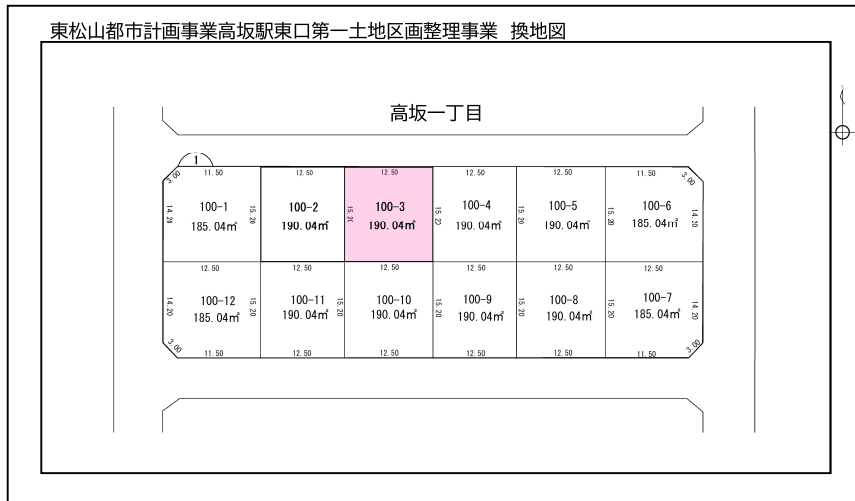 東松山都市計画事業高坂駅東口第一土地区画整理事業 換地図
高坂一丁目
1
3.00 11.50 12.50 12.50 12.50 12.50 11.50 3.00
100-1 100-2 100-3 100-4 100-5 100-6
14.20 15.20 15.20 15.20 15.20 15.20 14.20
185.04㎡ 190.04㎡ 190.04㎡ 190.04㎡ 190.04㎡ 185.04㎡
12.50 12.50 12.50 12.50 12.50 12.50
100-12 100-11 100-10 100-9 100-8 100-7
14.20 15.20 15.20 15.20 15.20 15.20 14.20
185.04㎡ 190.04㎡ 190.04㎡ 190.04㎡ 190.04㎡ 185.04㎡
3.00 11.50 12.50 12.50 12.50 12.50 11.50 3.00